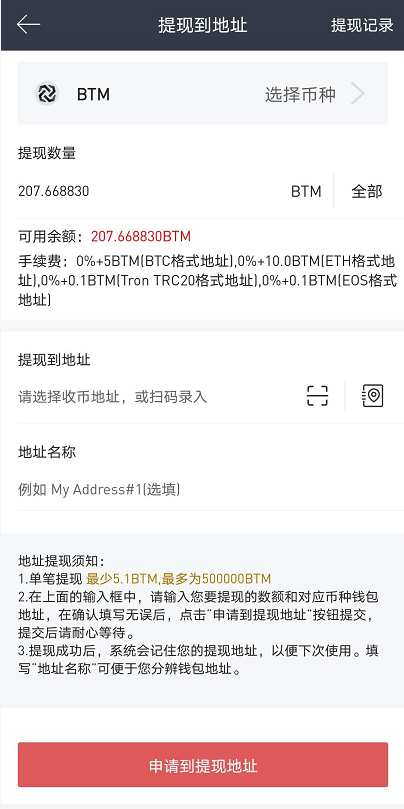 提现到地址 提现记录
BTM 选择币种
提现数量
207.668830 BTM 全部
可用余额：207.668830BTM
手续费：0%+5BTM(BTC格式地址),0%+10.0BTM(ETH格式地
址),0%+0.1BTM(Tron TRC20格式地址),0%+0.1BTM(EOS格式
地址)
提现到地址
请选择收币地址，或扫码录入
地址名称
例如 My Address#1(选填)
地址提现须知：
1.单笔提现 最少5.1BTM,最多为500000BTM
2.在上面的输入框中，请输入您要提现的数额和对应币种钱包
地址，在确认填写无误后，点击“申请到提现地址”按钮提交，
提交后请耐心等待。
3.提现成功后，系统会记住您的提现地址，以便下次使用。填
写“地址名称”可便于您分辨钱包地址。
申请到提现地址